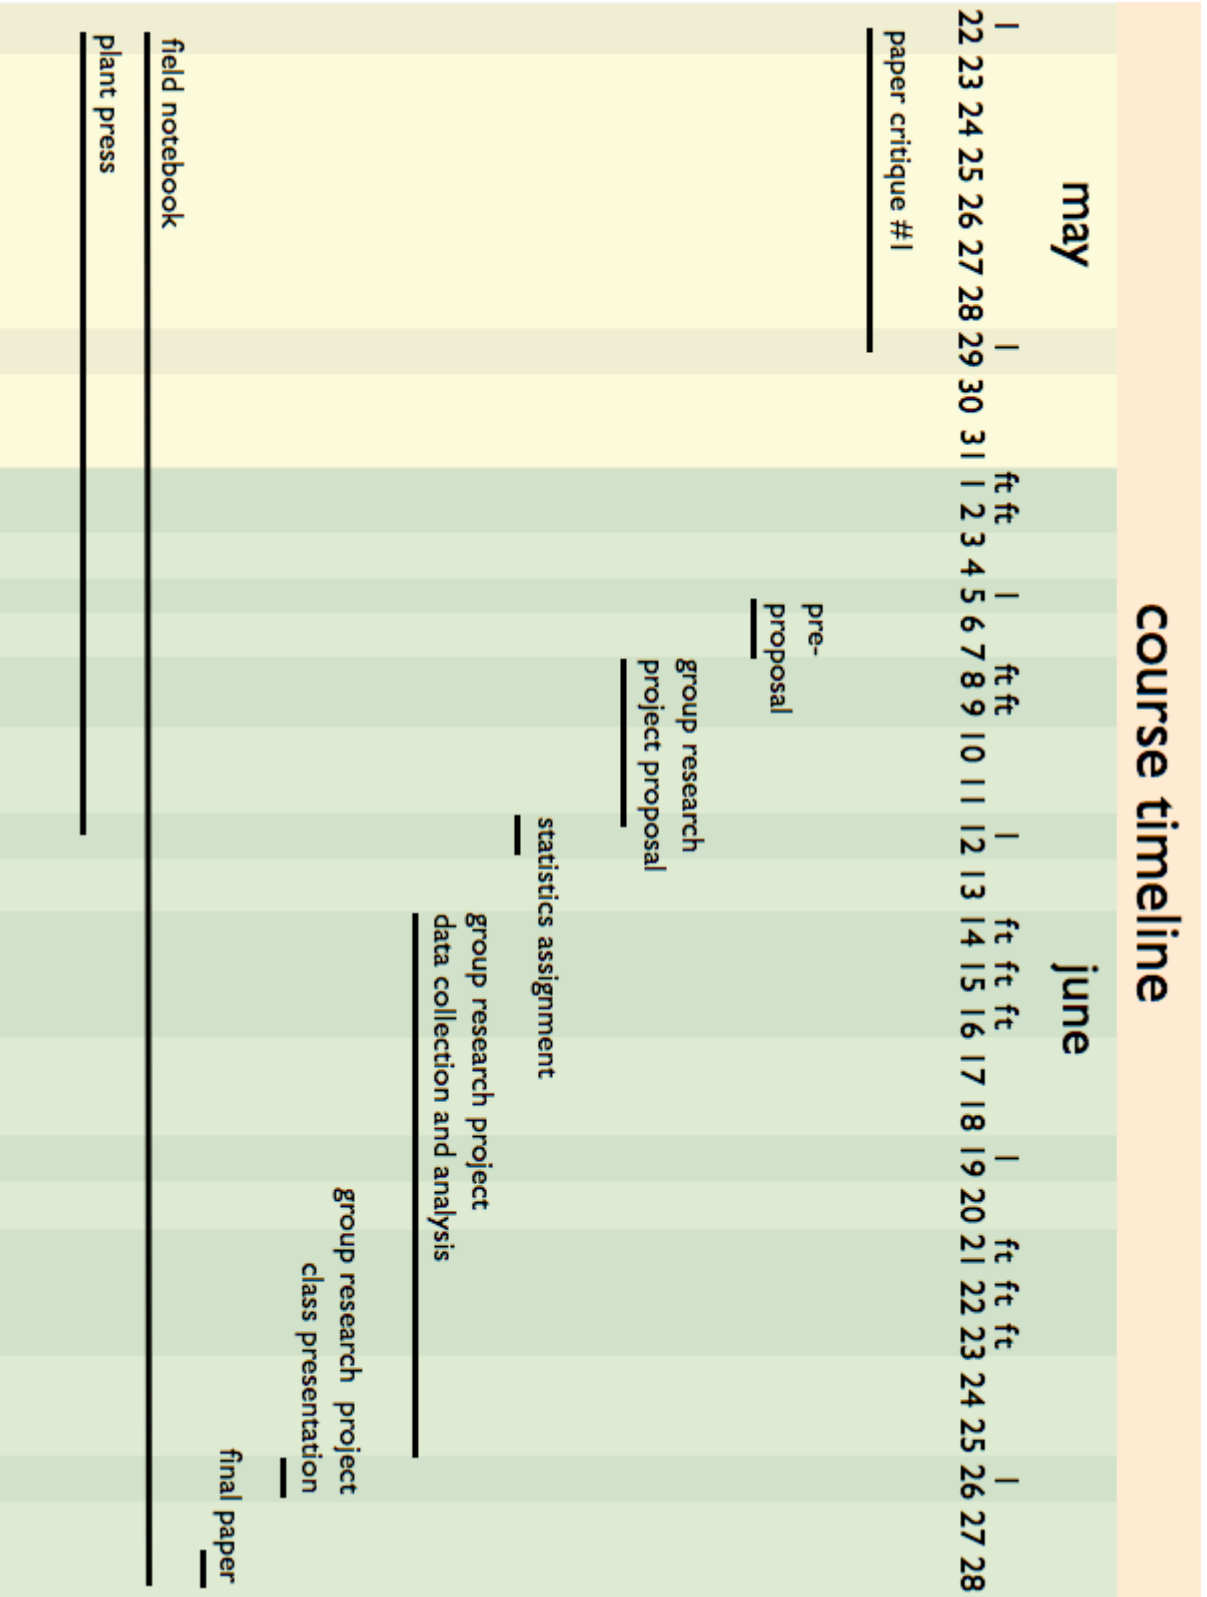 course timeline
may june
l l ft ft l ft ft l ft ft ft l ft ft ft l
22 23 24 25 26 27 28 29 30 31 1 2 3 4 5 6 7 8 9 10 11 12 13 14 15 16 17 18 19 20 21 22 23 24 25 26 27 28
paper critique #1
pre-
proposal
group research
project proposal
statistics assignment
group research project
data collection and analysis
group research project
class presentation
final paper
field notebook
plant press